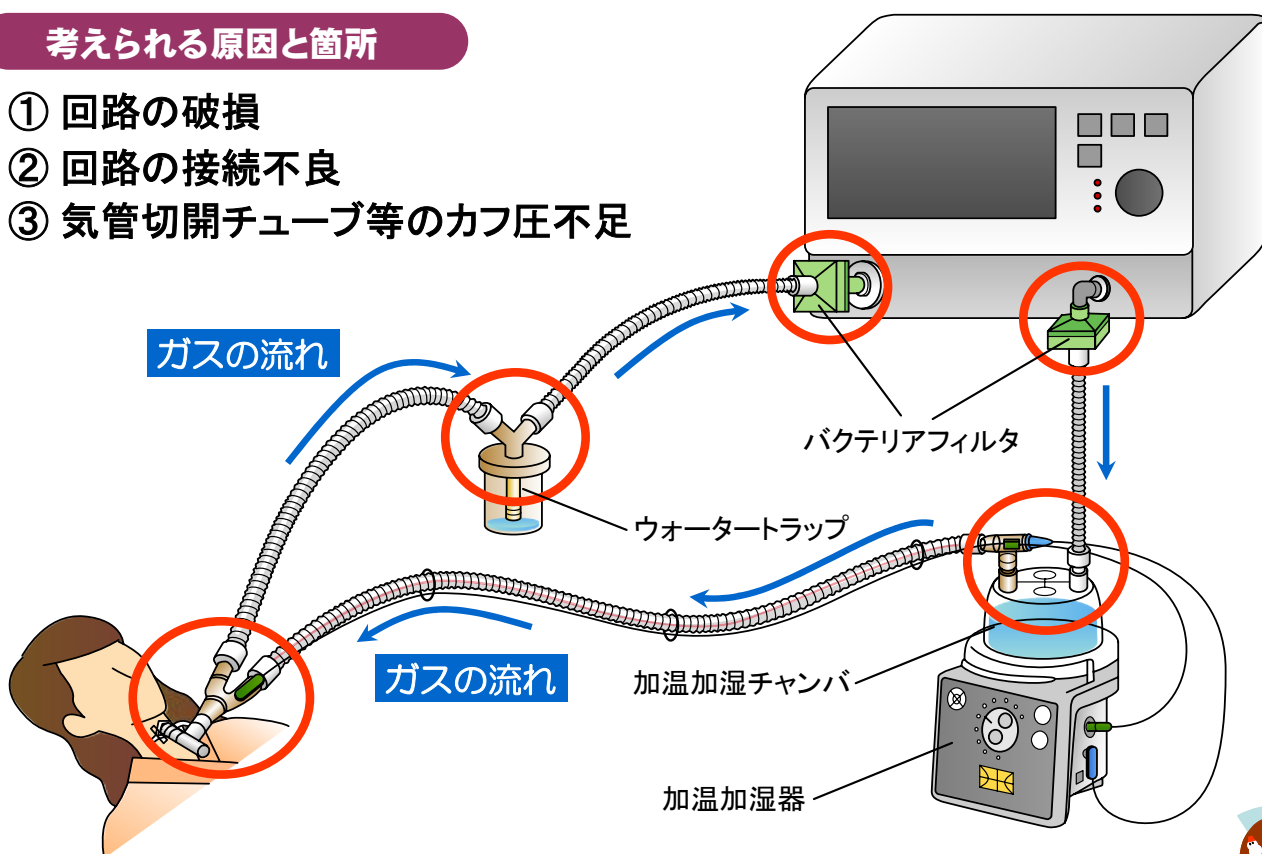 考えられる原因と箇所
① 回路の破損
② 回路の接続不良
③ 気管切開チューブ等のカフ圧不足
ガスの流れ
バクテリアフィルタ
ウォータートラップ
ガスの流れ
加温加湿チャンバ
加温加湿器